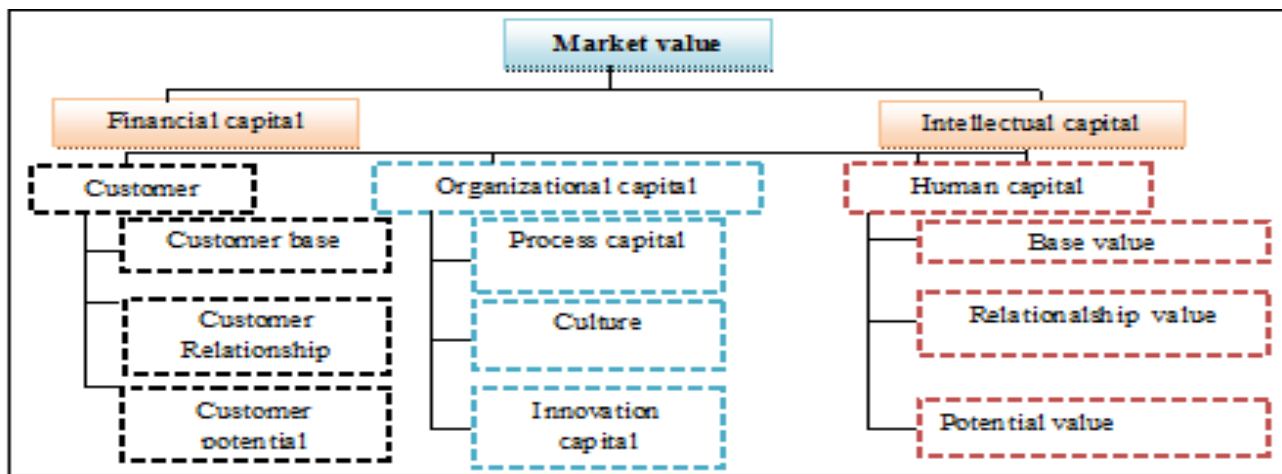 Market value
Financial capital
Intellectual capital
Customer
Organizational capital
Human capital
Customer base
Process capital
Base value
Customer
Relationship
Culture
Relationalship value
Customer
potential
Innovation
capital
Potential value